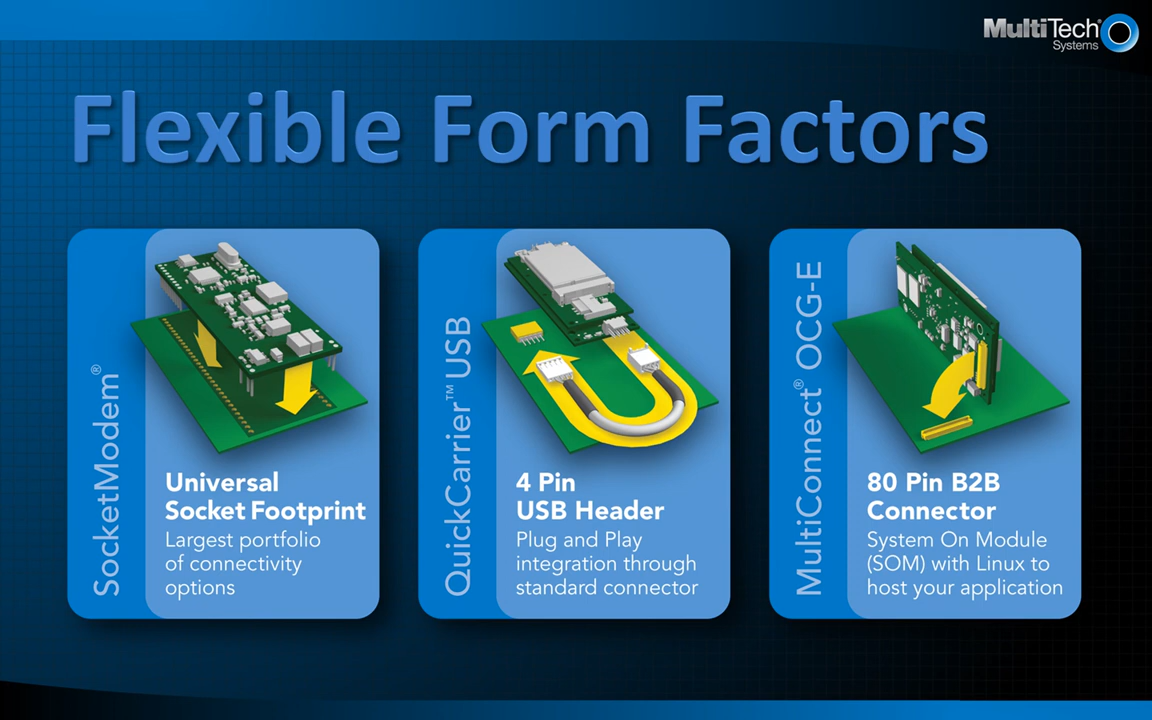 MultiTech®
Systems
Flexible Form Factors
SocketModem®
Universal
Socket Footprint
Largest portfolio
of connectivity
options
QuickCarrier™ USB
4 Pin
USB Header
Plug and Play
integration through
standard connector
MultiConnect® OCG-E
80 Pin B2B
Connector
System On Module
(SOM) with Linux to
host your application